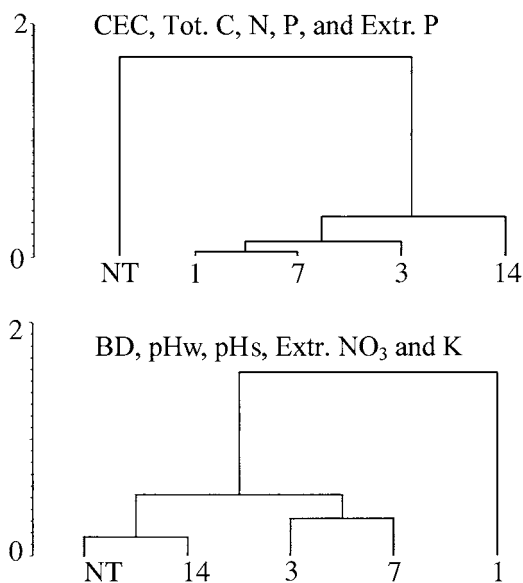 2
CEC, Tot. C, N, P, and Extr. P
0
NT 1 7 3 14
2
BD, pHw, pHs, Extr. NO₃ and K
0
NT 14 3 7 1